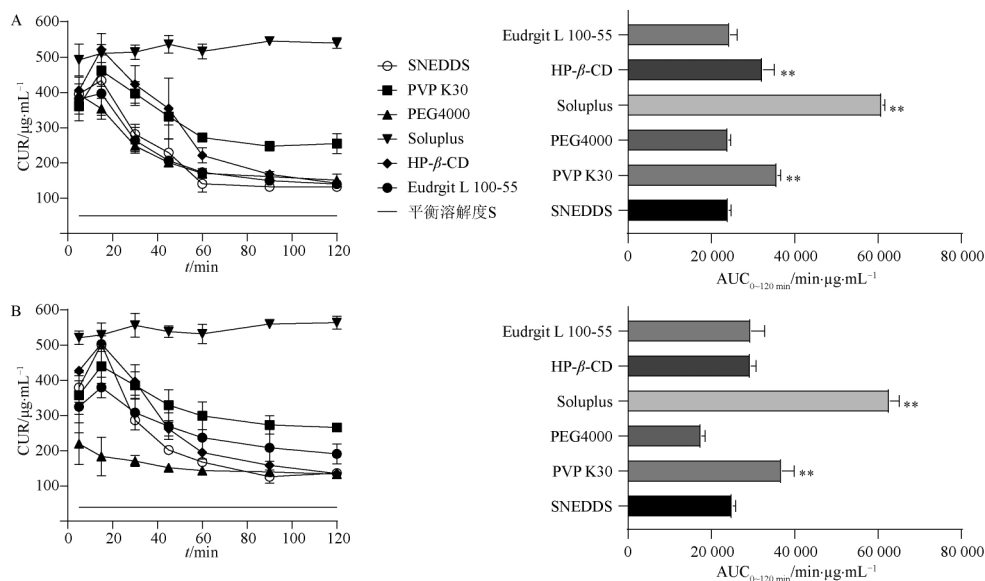 A
600
500
400
300
200
100
CUR/μg·mL⁻¹
0 20 40 60 80 100 120
t/min
SNEDDS
PVP K30
PEG4000
Soluplus
HP-β-CD
Eudrgit L 100-55
平衡溶解度S
Eudrgit L 100-55
HP-β-CD
**
Soluplus
**
PEG4000
PVP K30
**
SNEDDS
0 20 000 40 000 60 000 80 000
AUC0~120 min/min·μg·mL⁻¹
B
600
500
400
300
200
100
CUR/μg·mL⁻¹
0 20 40 60 80 100 120
t/min
Eudrgit L 100-55
HP-β-CD
Soluplus
**
PEG4000
PVP K30
**
SNEDDS
0 20 000 40 000 60 000 80 000
AUC0~120 min/min·μg·mL⁻¹